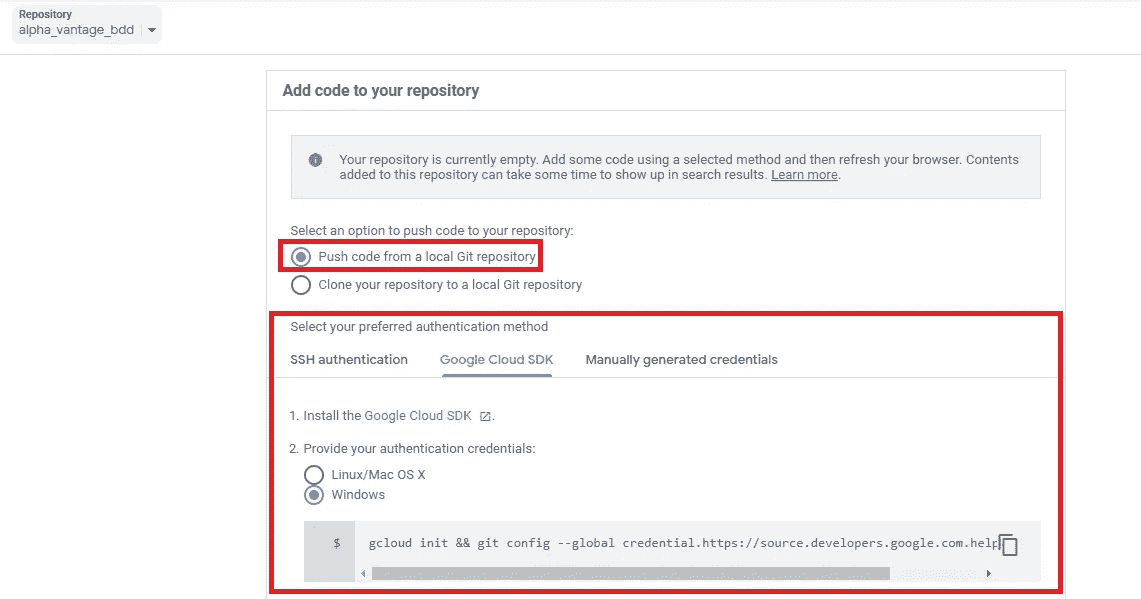 Repository
alpha_vantage_bdd
Add code to your repository
Your repository is currently empty. Add some code using a selected method and then refresh your browser. Contents
added to this repository can take some time to show up in search results. Learn more.
Select an option to push code to your repository:
Push code from a local Git repository
Clone your repository to a local Git repository
Select your preferred authentication method
SSH authentication Google Cloud SDK Manually generated credentials
1. Install the Google Cloud SDK .
2. Provide your authentication credentials:
Linux/Mac OS X
Windows
$ gcloud init && git config --global credential.https://source.developers.google.com.help